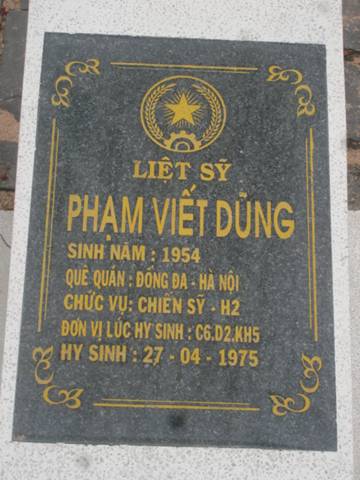 LIỆT SỸ
PHẠM VIẾT DŨNG
SINH NĂM : 1954
QUÊ QUÁN : ĐỐNG ĐA - HÀ NỘI
CHỨC VỤ: CHIẾN SỸ - H2
ĐƠN VỊ LÚC HY SINH : C6.D2.KH5
HY SINH : 27 - 04 - 1975